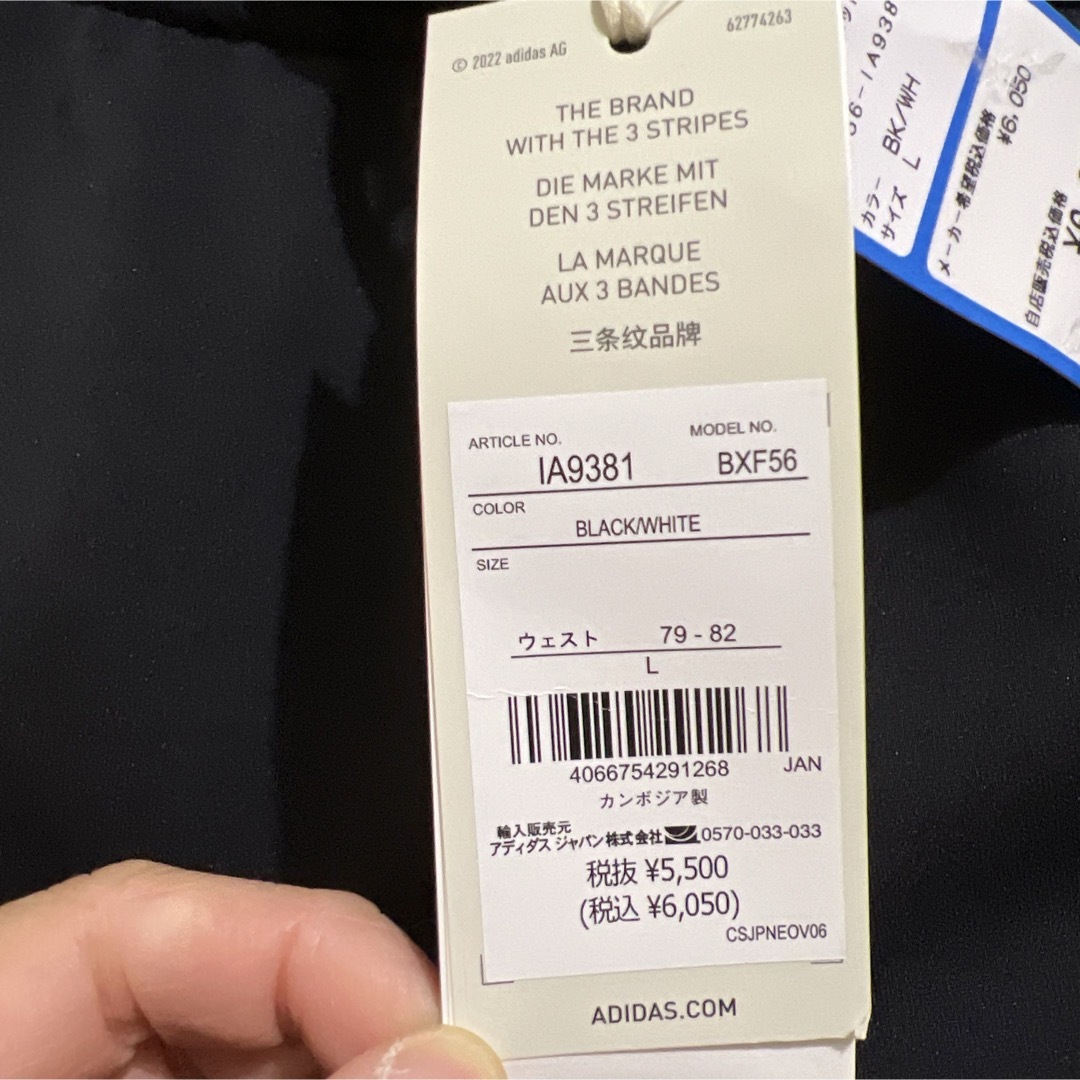 © 2022 adidas AG
62774263
THE BRAND
WITH THE 3 STRIPES
DIE MARKE MIT
DEN 3 STREIFEN
LA MARQUE
AUX 3 BANDES
三条纹品牌
ARTICLE NO. MODEL NO.
IA9381 BXF56
COLOR
BLACK/WHITE
SIZE
ウェスト 79 - 82
L
4066754291268 JAN
カンボジア製
輸入販売元
アディダス ジャパン株式会社 0570-033-033
税抜 ¥5,500
(税込 ¥6,050)
CSJPNEOV06
ADIDAS.COM
6-IA938
カラー BK/WH
サイズ L
メーカー希望税込価格
¥6,050
自店販売税込価格